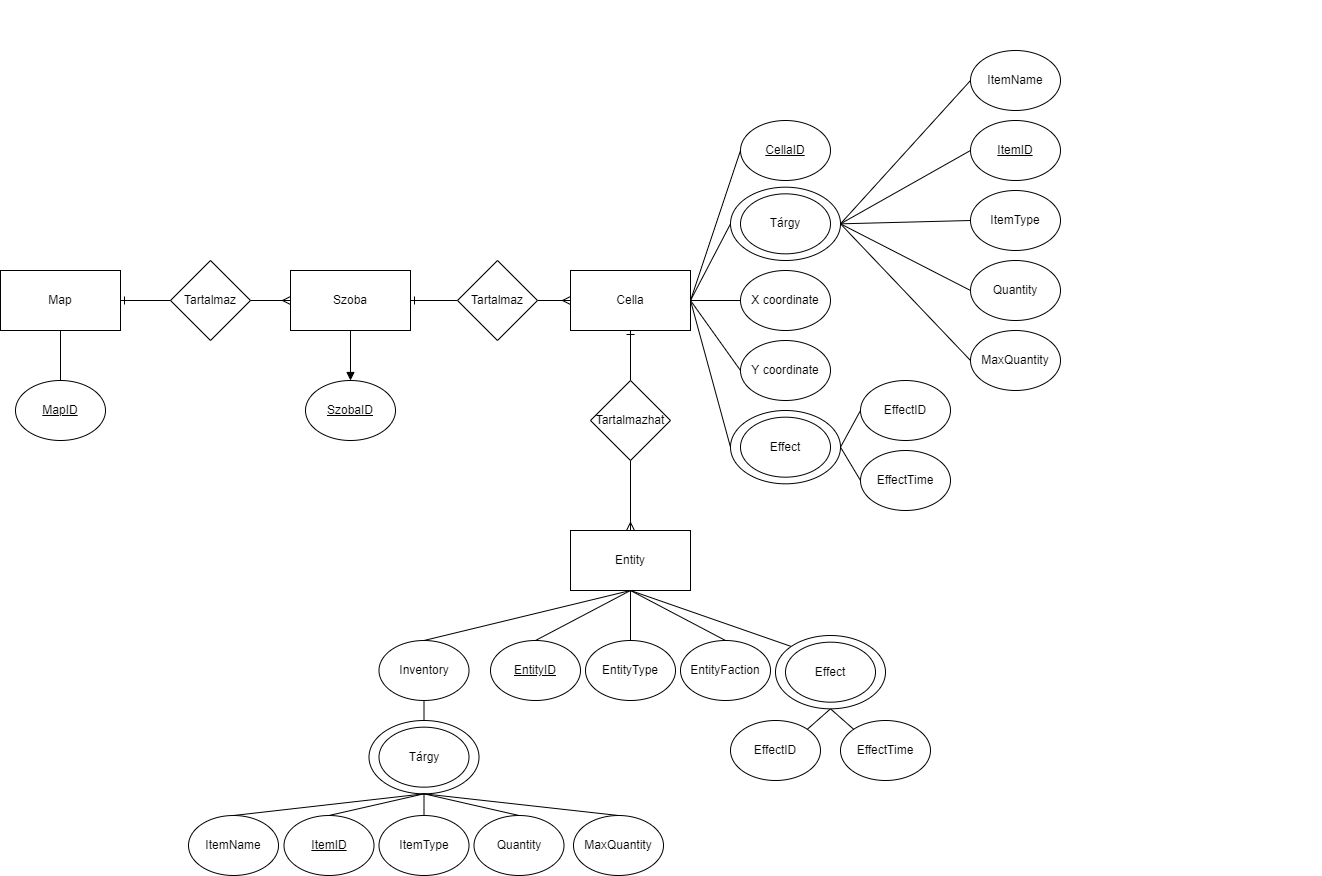 ItemName
CellaID
ItemID
Tárgy
ItemType
Map
Tartalmaz
Szoba
Tartalmaz
Cella
X coordinate
Quantity
Y coordinate
MaxQuantity
MapID
SzobaID
Tartalmazhat
Effect
EffectID
EffectTime
Entity
Inventory
EntityID
EntityType
EntityFaction
Effect
Tárgy
EffectID
EffectTime
ItemName
ItemID
ItemType
Quantity
MaxQuantity